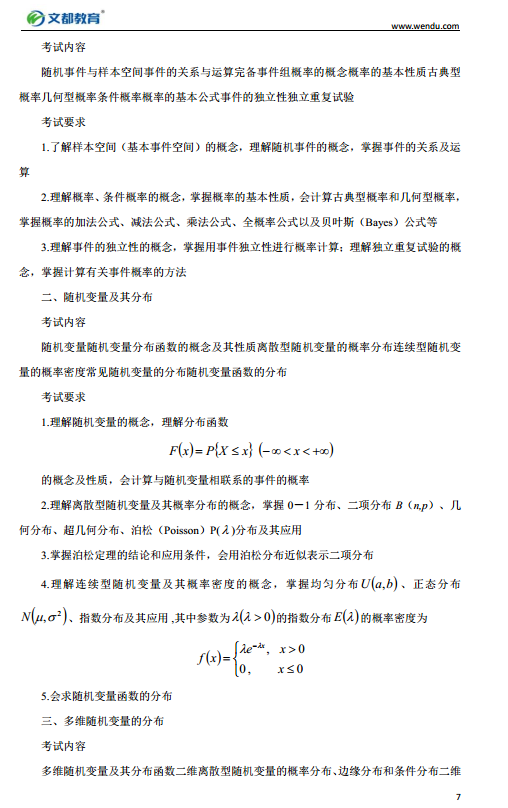 文都教育
www.wendu.com
考试内容
随机事件与样本空间事件的关系与运算完备事件组概率的概念概率的基本性质古典型
概率几何型概率条件概率概率的基本公式事件的独立性独立重复试验
考试要求
1.了解样本空间（基本事件空间）的概念，理解随机事件的概念，掌握事件的关系及运
算
2.理解概率、条件概率的概念，掌握概率的基本性质，会计算古典型概率和几何型概率，
掌握概率的加法公式、减法公式、乘法公式、全概率公式以及贝叶斯（Bayes）公式等
3.理解事件的独立性的概念，掌握用事件独立性进行概率计算；理解独立重复试验的概
念，掌握计算有关事件概率的方法
二、随机变量及其分布
考试内容
随机变量随机变量分布函数的概念及其性质离散型随机变量的概率分布连续型随机变
量的概率密度常见随机变量的分布随机变量函数的分布
考试要求
1.理解随机变量的概念，理解分布函数
F(x)=P{X≤x} (−∞<x<+∞)
的概念及性质，会计算与随机变量相联系的事件的概率
2.理解离散型随机变量及其概率分布的概念，掌握 0－1 分布、二项分布 B（n,p）、几
何分布、超几何分布、泊松（Poisson）P(λ)分布及其应用
3.掌握泊松定理的结论和应用条件，会用泊松分布近似表示二项分布
4.理解连续型随机变量及其概率密度的概念，掌握均匀分布U(a,b)、正态分布
N(μ,σ²)、指数分布及其应用 ,其中参数为λ(λ>0)的指数分布E(λ)的概率密度为
f(x)={λe^{−λx}, x>0
0, x≤0
5.会求随机变量函数的分布
三、多维随机变量的分布
考试内容
多维随机变量及其分布函数二维离散型随机变量的概率分布、边缘分布和条件分布二维
7